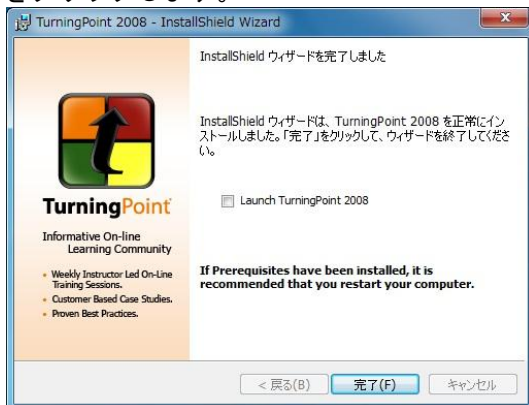 をクリックします。
TurningPoint 2008 - InstallShield Wizard
InstallShield ウィザードを完了しました
InstallShield ウィザードは、TurningPoint 2008 を正常にイン
ストールしました。「完了」をクリックして、ウィザードを終了してくださ
い。
Launch TurningPoint 2008
If Prerequisites have been installed, it is
recommended that you restart your computer.
t
TurningPoint
Informative On-line
Learning Community
• Weekly Instructor Led On-Line
Training Sessions.
• Customer Based Case Studies.
• Proven Best Practices.
< 戻る(B)
完了(F)
キャンセル